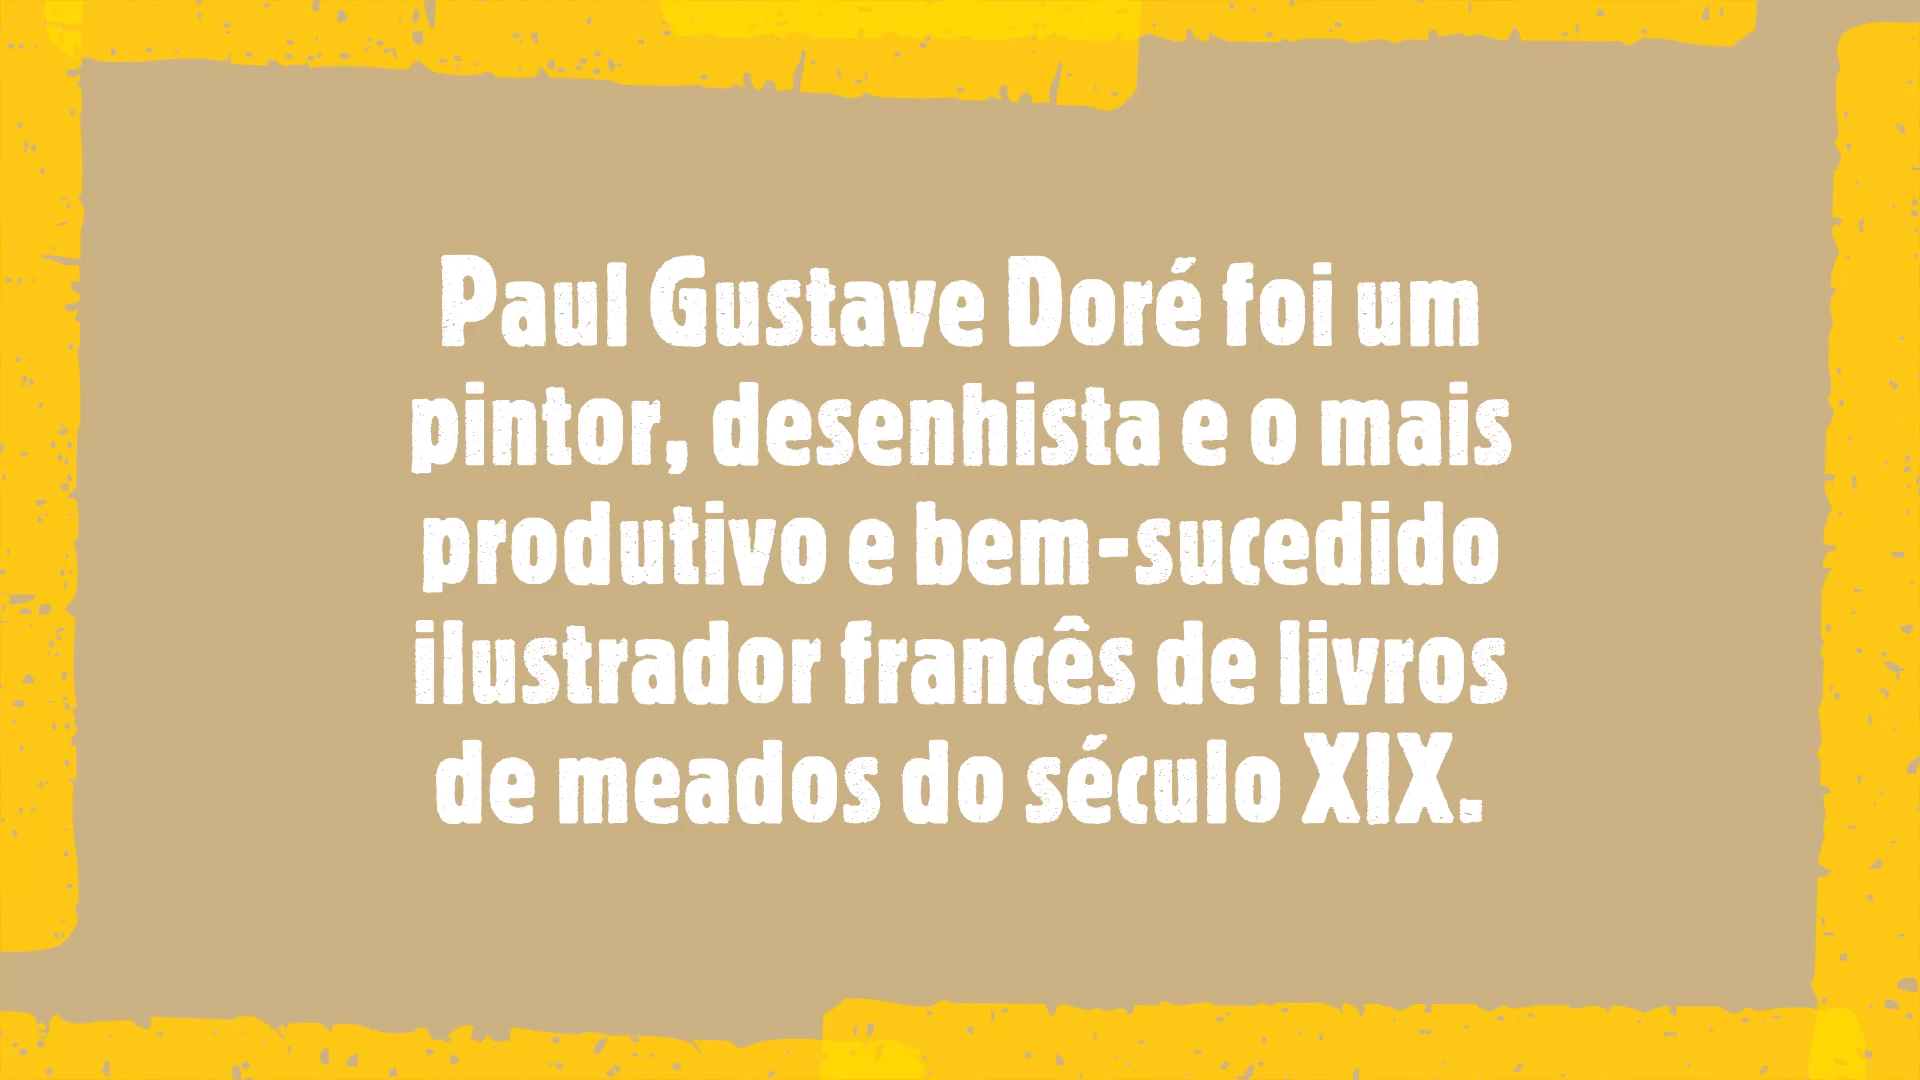 Paul Gustave Doré foi um
pintor, desenhista e o mais
produtivo e bem-sucedido
ilustrador francês de livros
de meados do século XIX.